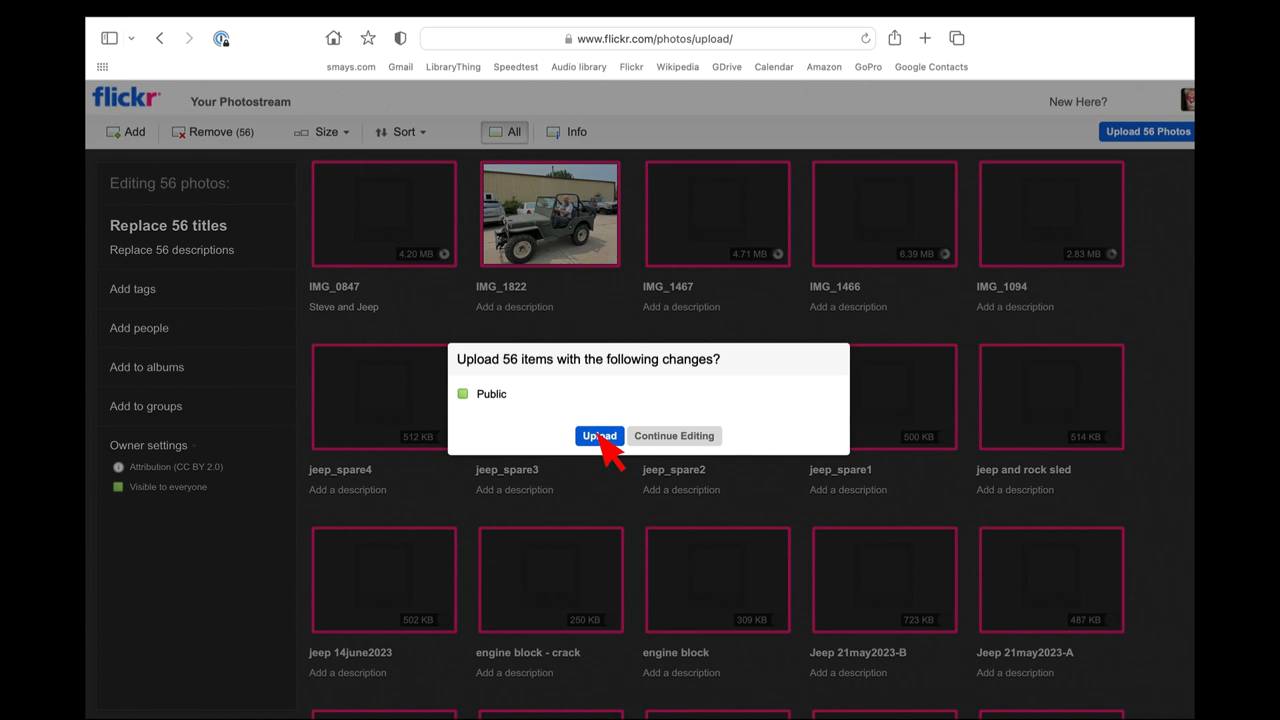 www.flickr.com/photos/upload/
smays.com Gmail LibraryThing Speedtest Audio library Flickr Wikipedia GDrive Calendar Amazon GoPro Google Contacts
flickr Your Photostream New Here?
Add Remove (56) Size Sort All Info Upload 56 Photos
Editing 56 photos:
Replace 56 titles
Replace 56 descriptions
Add tags
Add people
Add to albums
Add to groups
Owner settings
Attribution (CC BY 2.0)
Visible to everyone
4.20 MB 4.71 MB 6.39 MB 2.83 MB
IMG_0847 IMG_1822 IMG_1467 IMG_1466 IMG_1094
Steve and Jeep Add a description Add a description Add a description Add a description
Upload 56 items with the following changes?
Public
Upload Continue Editing
512 KB 500 KB 514 KB
jeep_spare4 jeep_spare3 jeep_spare2 jeep_spare1 jeep and rock sled
Add a description Add a description Add a description Add a description Add a description
502 KB 250 KB 309 KB 723 KB 487 KB
jeep 14june2023 engine block - crack engine block Jeep 21may2023-B Jeep 21may2023-A
Add a description Add a description Add a description Add a description Add a description